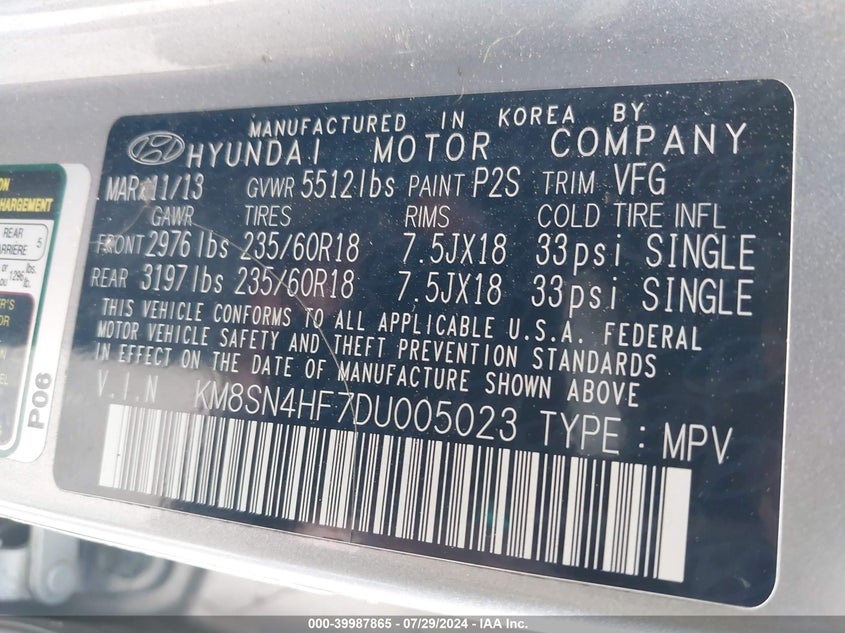 MANUFACTURED IN KOREA BY
HYUNDAI MOTOR COMPANY
MAR. 11/13 GVWR 5512lbs PAINT P2S TRIM VFG
GAWR TIRES RIMS COLD TIRE INFL
FRONT 2976lbs 235/60R18 7.5JX18 33psi SINGLE
REAR 3197lbs 235/60R18 7.5JX18 33psi SINGLE
THIS VEHICLE CONFORMS TO ALL APPLICABLE U.S.A. FEDERAL
MOTOR VEHICLE SAFETY AND THEFT PREVENTION STANDARDS
IN EFFECT ON THE DATE OF MANUFACTURE SHOWN ABOVE
V.I.N KM8SN4HF7DU005023 TYPE : MPV
REAR
5
1296
P06
000-39987865 - 07/29/2024 - IAA Inc.